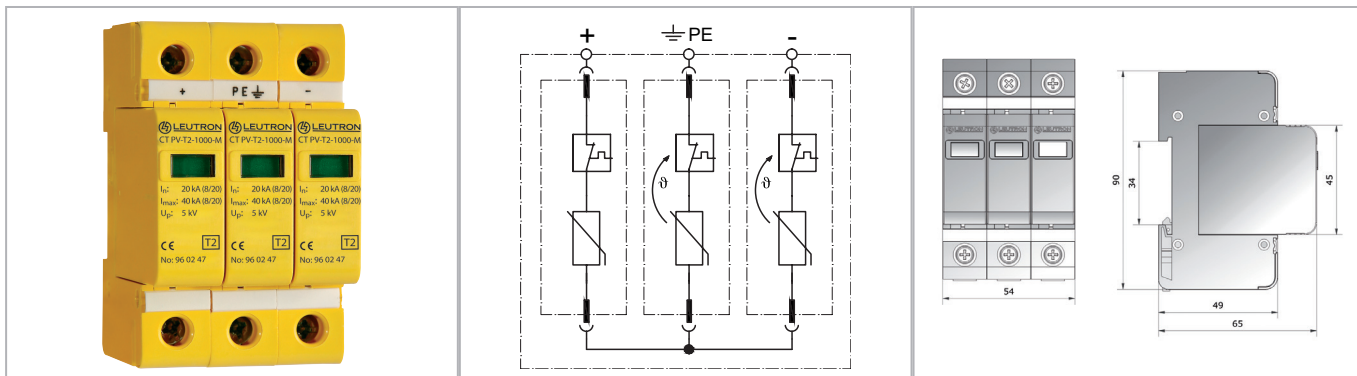 + PE -
LEUTRON LEUTRON LEUTRON
CT PV-T2-1000-M CT PV-T2-1000-M CT PV-T2-1000-M
In: 20 kA (8/20) In: 20 kA (8/20) In: 20 kA (8/20)
Imax: 40 kA (8/20) Imax: 40 kA (8/20) Imax: 40 kA (8/20)
Up: 5 kV Up: 5 kV Up: 5 kV
CE T2 CE T2 CE T2
No: 96 02 47 No: 96 02 47 No: 96 02 47
+ PE -
ϑ ϑ
LEUTRON LEUTRON LEUTRON
54
90
34
45
49
65